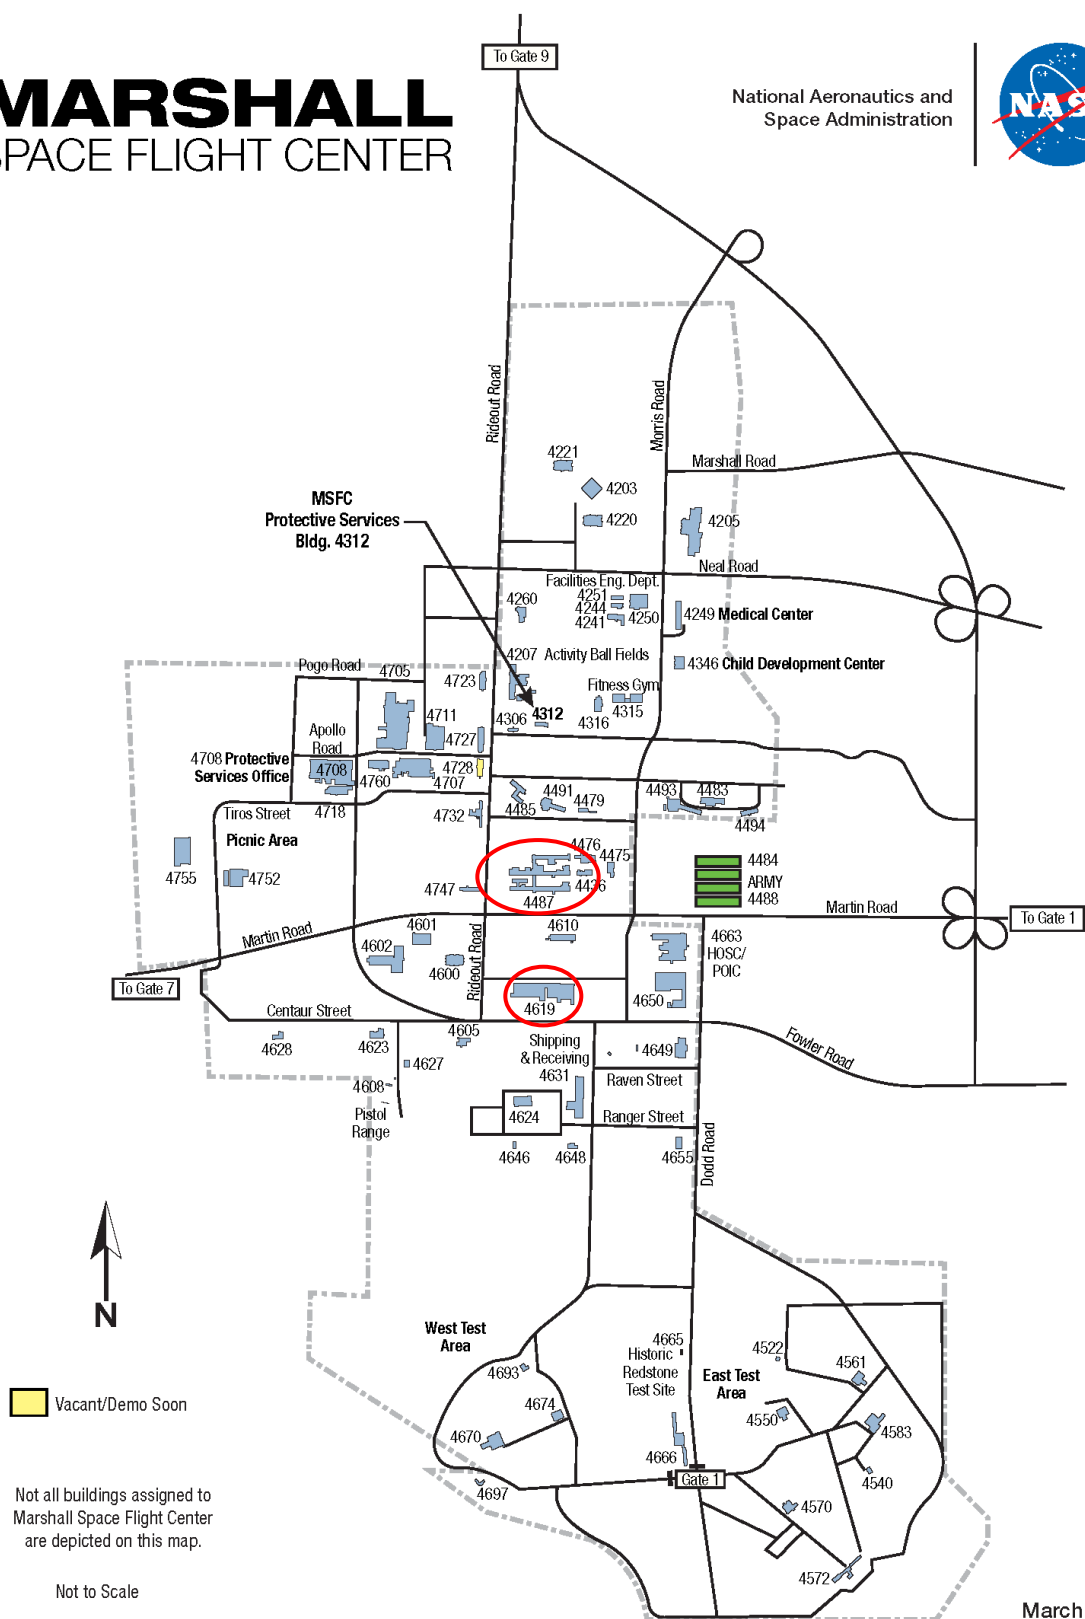 To Gate 9
MARSHALL
SPACE FLIGHT CENTER
National Aeronautics and
Space Administration
NAS
Rideout Road
Morris Road
4221
4203
4220
Marshall Road
4205
MSFC
Protective Services
Bldg. 4312
Neal Road
Facilities Eng. Dept.
4260
4251
4244
4241
4250
4249 Medical Center
4207
Activity Ball Fields
4346 Child Development Center
Pogo Road
4705
4723
Fitness Gym
4306
4312
4316
4315
4711
4727
Apollo
Road
4708 Protective
Services Office
4708
4760
4707
4728
4718
Tiros Street
4732
4485
4491
4479
4493
4483
4494
Picnic Area
4755
4752
4747
4476
4475
4436
4487
4484
ARMY
4488
Martin Road
To Gate 1
Martin Road
4601
4602
4600
Rideout Road
4610
4663
HOSC/
POIC
To Gate 7
4619
4650
Centaur Street
4628
4623
4605
4627
Shipping
& Receiving
4631
4649
Fowler Road
4608
Pistol
Range
4624
Raven Street
Ranger Street
4646
4648
4655
Dodd Road
N
West Test
Area
4693
4674
4670
4697
4665
Historic
Redstone
Test Site
East Test
Area
4522
4561
4550
4583
4666
Gate 1
4540
4570
4572
Vacant/Demo Soon
Not all buildings assigned to
Marshall Space Flight Center
are depicted on this map.
Not to Scale
March